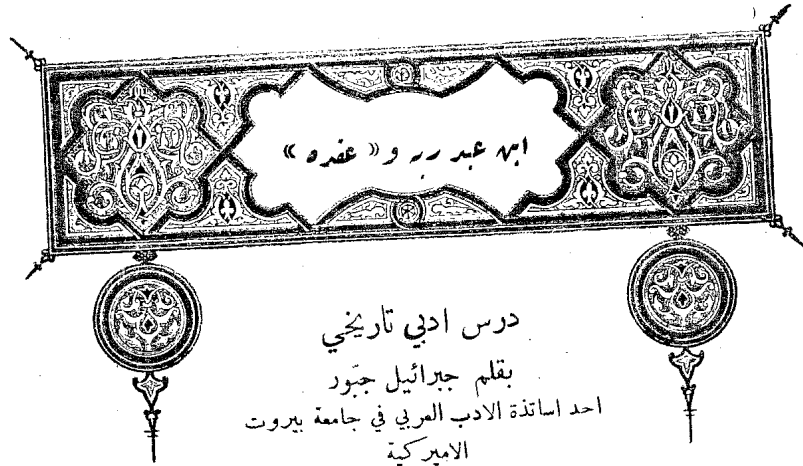 ابن عبد ربه و« عقده »
درس ادبي تاريخي
بقلم جبرائيل جبّور
احد اساتذة الادب العربي في جامعة بيروت
الاميركية